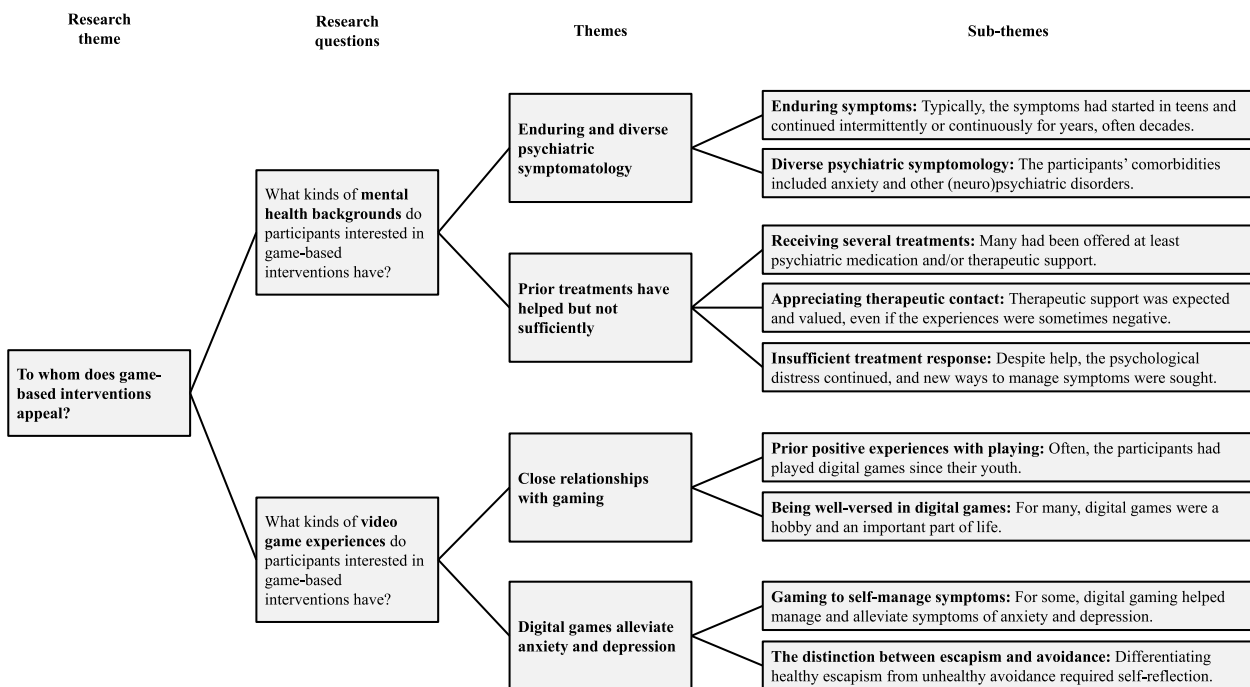 Research
theme
Research
questions
Themes
Sub-themes
To whom does game-
based interventions
appeal?
What kinds of mental
health backgrounds do
participants interested in
game-based
interventions have?
Enduring and diverse
psychiatric
symptomatology
Enduring symptoms: Typically, the symptoms had started in teens and
continued intermittently or continuously for years, often decades.
Diverse psychiatric symptomology: The participants' comorbidities
included anxiety and other (neuro)psychiatric disorders.
Prior treatments have
helped but not
sufficiently
Receiving several treatments: Many had been offered at least
psychiatric medication and/or therapeutic support.
Appreciating therapeutic contact: Therapeutic support was expected
and valued, even if the experiences were sometimes negative.
Insufficient treatment response: Despite help, the psychological
distress continued, and new ways to manage symptoms were sought.
What kinds of video
game experiences do
participants interested in
game-based
interventions have?
Close relationships
with gaming
Prior positive experiences with playing: Often, the participants had
played digital games since their youth.
Being well-versed in digital games: For many, digital games were a
hobby and an important part of life.
Digital games alleviate
anxiety and depression
Gaming to self-manage symptoms: For some, digital gaming helped
manage and alleviate symptoms of anxiety and depression.
The distinction between escapism and avoidance: Differentiating
healthy escapism from unhealthy avoidance required self-reflection.